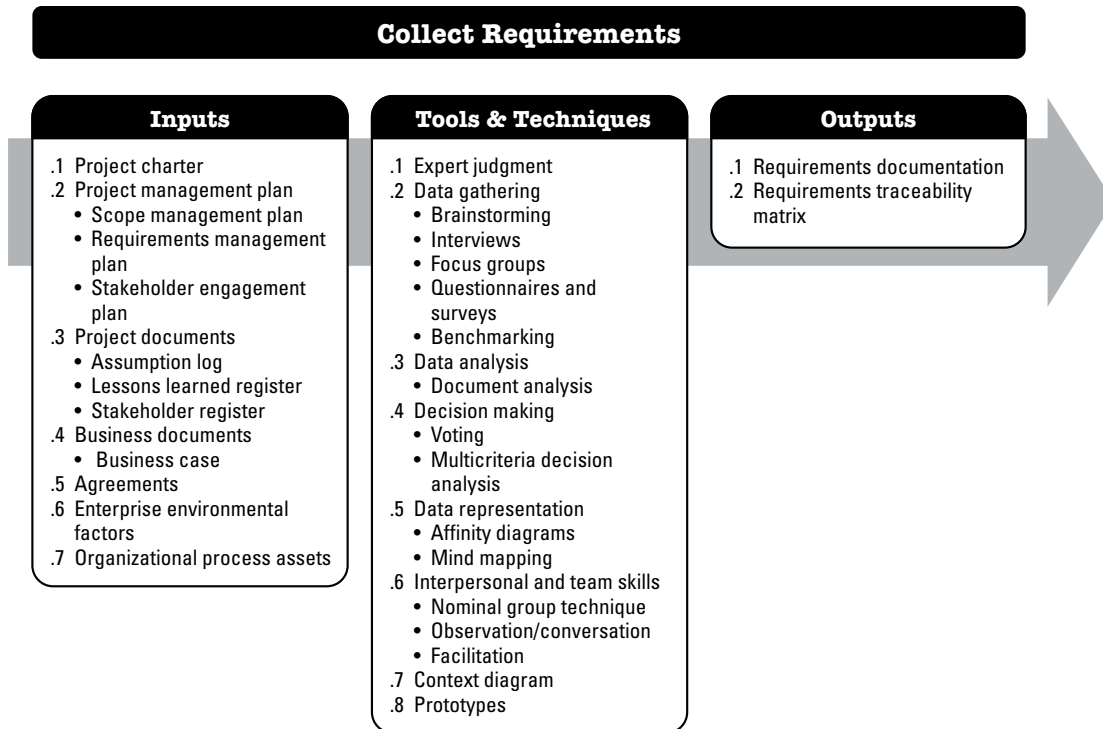 Collect Requirements
Inputs
.1 Project charter
.2 Project management plan
• Scope management plan
• Requirements management
plan
• Stakeholder engagement
plan
.3 Project documents
• Assumption log
• Lessons learned register
• Stakeholder register
.4 Business documents
• Business case
.5 Agreements
.6 Enterprise environmental
factors
.7 Organizational process assets
Tools & Techniques
.1 Expert judgment
.2 Data gathering
• Brainstorming
• Interviews
• Focus groups
• Questionnaires and
surveys
• Benchmarking
.3 Data analysis
• Document analysis
.4 Decision making
• Voting
• Multicriteria decision
analysis
.5 Data representation
• Affinity diagrams
• Mind mapping
.6 Interpersonal and team skills
• Nominal group technique
• Observation/conversation
• Facilitation
.7 Context diagram
.8 Prototypes
Outputs
.1 Requirements documentation
.2 Requirements traceability
matrix